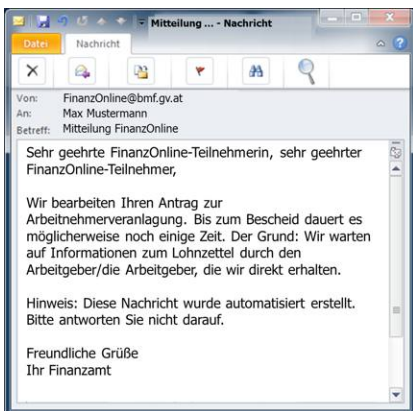 Mitteilung ... - Nachricht
Datei Nachricht
Von: FinanzOnline@bmf.gv.at
An: Max Mustermann
Betreff: Mitteilung FinanzOnline
Sehr geehrte FinanzOnline-Teilnehmerin, sehr geehrter
FinanzOnline-Teilnehmer,
Wir bearbeiten Ihren Antrag zur
Arbeitnehmerveranlagung. Bis zum Bescheid dauert es
möglicherweise noch einige Zeit. Der Grund: Wir warten
auf Informationen zum Lohnzettel durch den
Arbeitgeber/die Arbeitgeber, die wir direkt erhalten.
Hinweis: Diese Nachricht wurde automatisiert erstellt.
Bitte antworten Sie nicht darauf.
Freundliche Grüße
Ihr Finanzamt